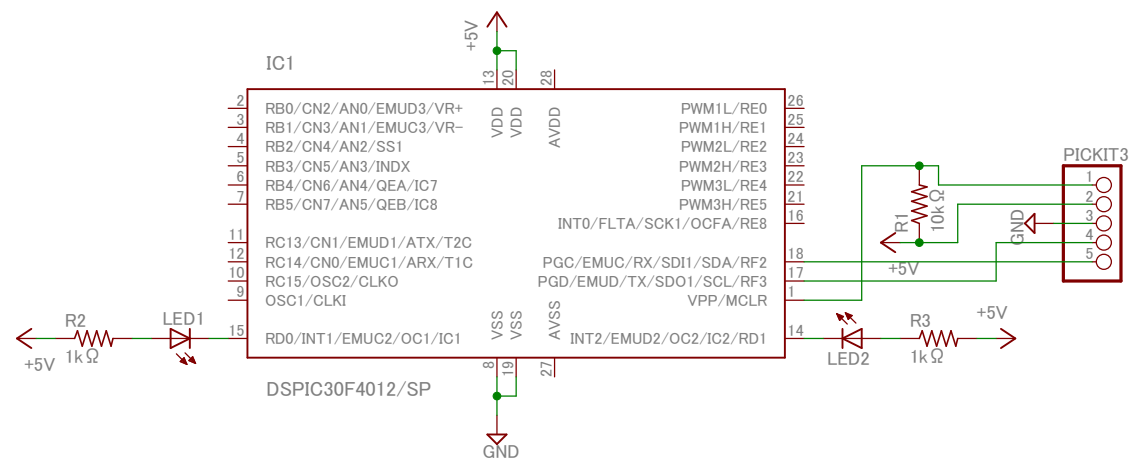 +5V
IC1
13
20
28
VDD
VDD
AVDD
2 RB0/CN2/AN0/EMUD3/VR+
3 RB1/CN3/AN1/EMUC3/VR-
4 RB2/CN4/AN2/SS1
5 RB3/CN5/AN3/INDX
6 RB4/CN6/AN4/QEA/IC7
7 RB5/CN7/AN5/QEB/IC8
11 RC13/CN1/EMUD1/ATX/T2C
12 RC14/CN0/EMUC1/ARX/T1C
10 RC15/OSC2/CLKO
9 OSC1/CLKI
15 RD0/INT1/EMUC2/OC1/IC1
PWM1L/RE0 26
PWM1H/RE1 25
PWM2L/RE2 24
PWM2H/RE3 23
PWM3L/RE4 22
PWM3H/RE5 21
INT0/FLTA/SCK1/OCFA/RE8 16
PGC/EMUC/RX/SDI1/SDA/RF2 18
PGD/EMUD/TX/SDO1/SCL/RF3 17
VPP/MCLR 1
INT2/EMUD2/OC2/IC2/RD1 14
VSS
VSS
AVSS
8
19
27
DSPIC30F4012/SP
GND
R2
1kΩ
+5V
LED1
R1
10kΩ
+5V
GND
PICKIT3
1
2
3
4
5
LED2
R3
1kΩ
+5V